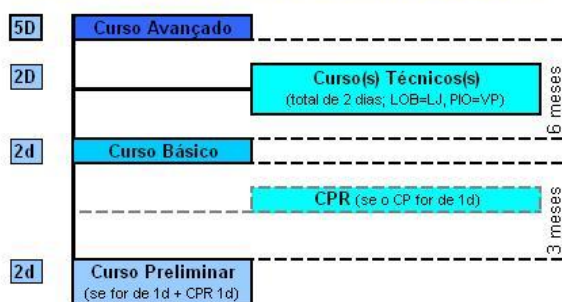 5D
Curso Avançado
2D
Curso(s) Técnicos(s)
(total de 2 dias; LOB=LJ, PIO=VP)
6 meses
2d
Curso Básico
CPR (se o CP for de 1d)
3 meses
2d
Curso Preliminar
(se for de 1d + CPR 1d)